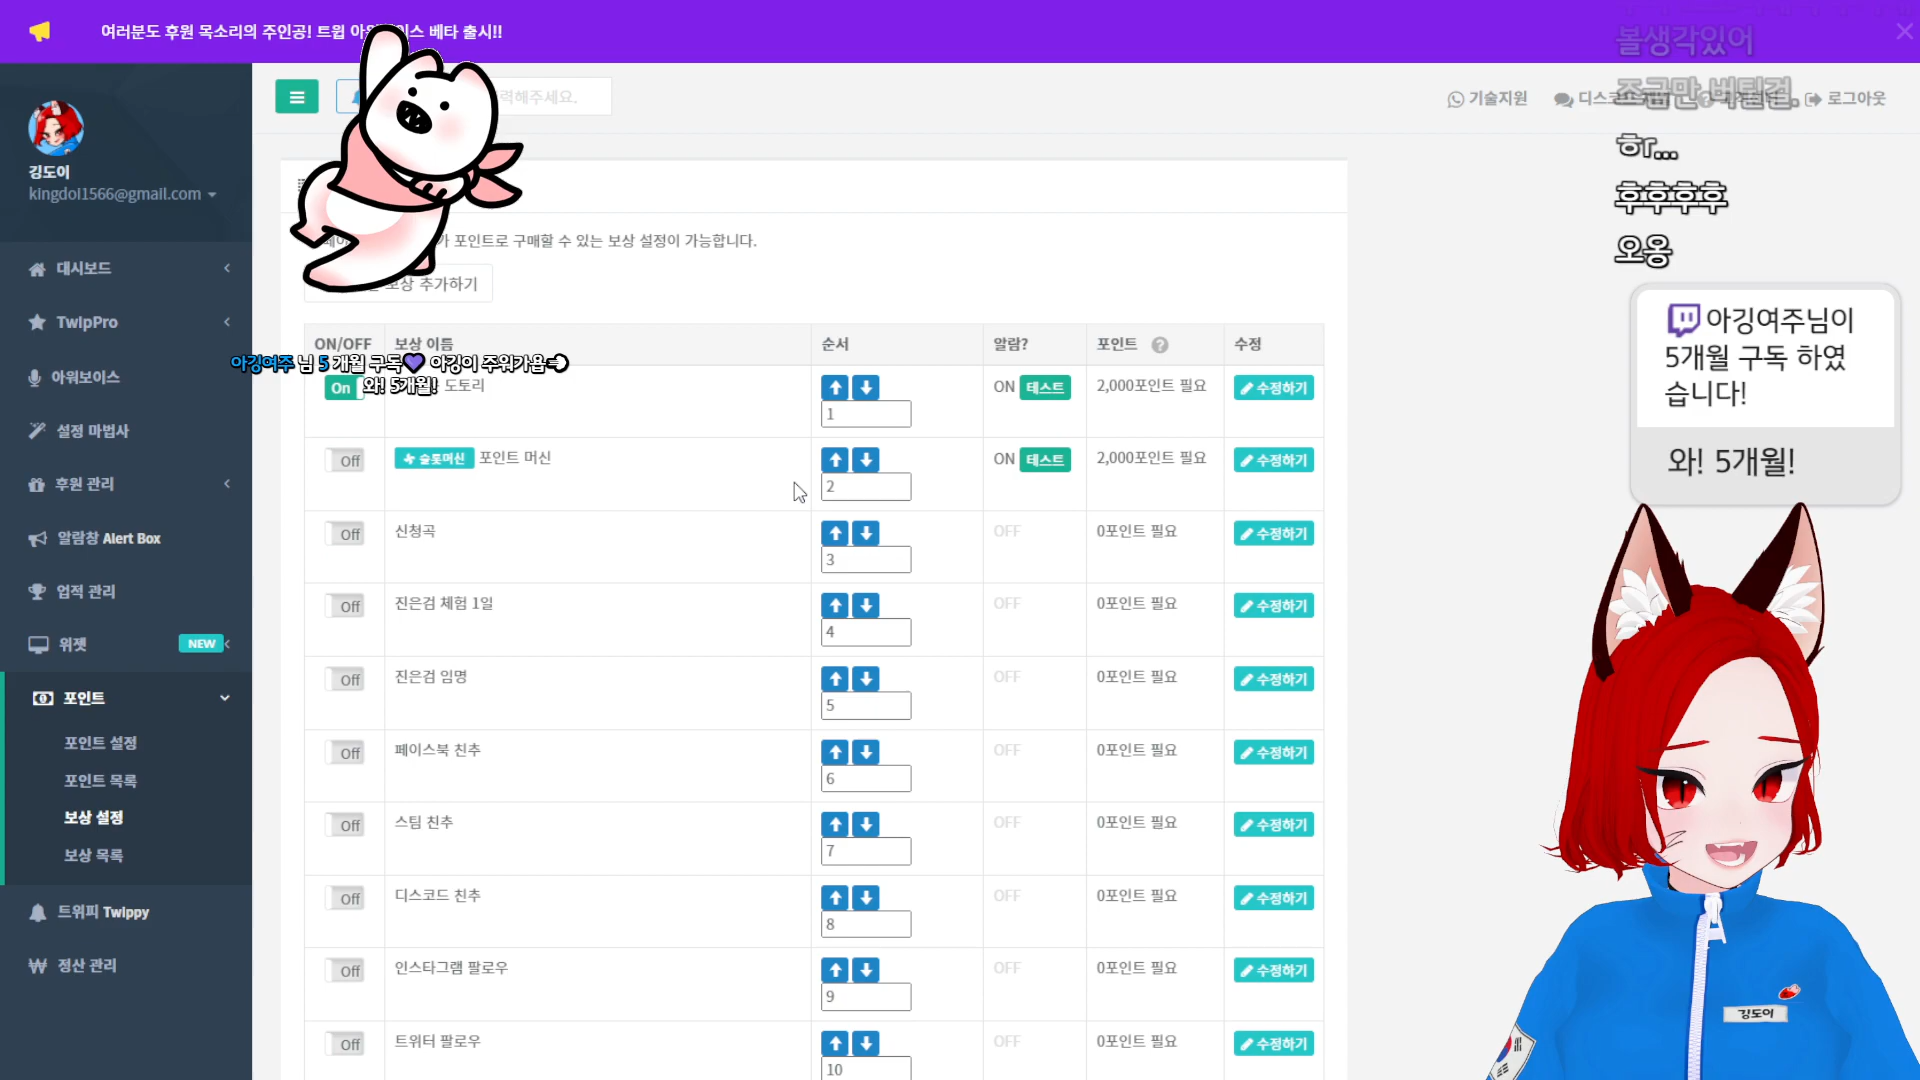 여러분도 후원 목소리의 주인공! 트윕 아워보이스 베타 출시!!
깅도이
kingdoi1566@gmail.com
대시보드
TwipPro
아워보이스
설정 마법사
후원 관리
알람창 Alert Box
업적 관리
위젯 NEW
포인트
포인트 설정
포인트 목록
보상 설정
보상 목록
트위피 Twippy
정산 관리
력해주세요.
기술지원
로그아웃
가 포인트로 구매할 수 있는 보상 설정이 가능합니다.
보상 추가하기
ON/OFF 보상 이름 순서 알람? 포인트 수정
아깅여주 님 5 개월 구독💜 아깅이 주워가욥
와! 5개월!
On 도토리 1 ON 테스트 2,000포인트 필요 수정하기
Off 슬롯머신 포인트 머신 2 ON 테스트 2,000포인트 필요 수정하기
Off 신청곡 3 OFF 0포인트 필요 수정하기
Off 진은검 체험 1일 4 OFF 0포인트 필요 수정하기
Off 진은검 임명 5 OFF 0포인트 필요 수정하기
Off 페이스북 친추 6 OFF 0포인트 필요 수정하기
Off 스팀 친추 7 OFF 0포인트 필요 수정하기
Off 디스코드 친추 8 OFF 0포인트 필요 수정하기
Off 인스타그램 팔로우 9 OFF 0포인트 필요 수정하기
Off 트위터 팔로우 10 OFF 0포인트 필요 수정하기
볼생각있어
조금만 버틸걸.
하...
후후후후
오옹
아깅여주님이
5개월 구독 하였
습니다!
와! 5개월!
깅도이